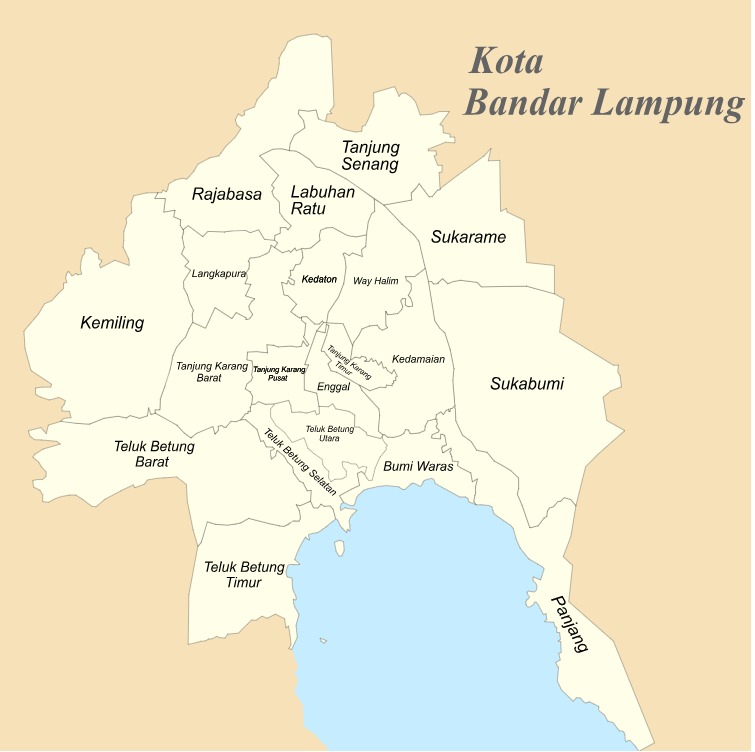 Kota
Bandar Lampung
Tanjung
Senang
Rajabasa
Labuhan
Ratu
Sukarame
Langkapura
Kedaton
Way Halim
Kemiling
Tanjung Karang
Barat
Tanjung Karang
Pusat
Tanjung Karang
Timur
Kedamaian
Enggal
Sukabumi
Teluk Betung
Utara
Teluk Betung
Barat
Teluk Betung Selatan
Bumi Waras
Teluk Betung
Timur
Panjang